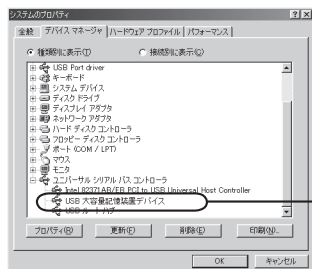 システムのプロパティ
全般 デバイス マネージャ ハードウェア プロファイル パフォーマンス
種類別に表示(T) 接続別に表示(C)
USB Port driver
キーボード
システム デバイス
ディスク ドライブ
ディスプレイ アダプタ
ネットワーク アダプタ
ハード ディスク コントローラ
フロッピー ディスク コントローラ
ポート (COM / LPT)
マウス
モニタ
ユニバーサル シリアル バス コントローラ
Intel 82371AB/EB PCI to USB Universal Host Controller
USB 大容量記憶装置デバイス
USB ルート ハブ
プロパティ(R) 更新(F) 削除(E) 印刷(N)...
OK キャンセル